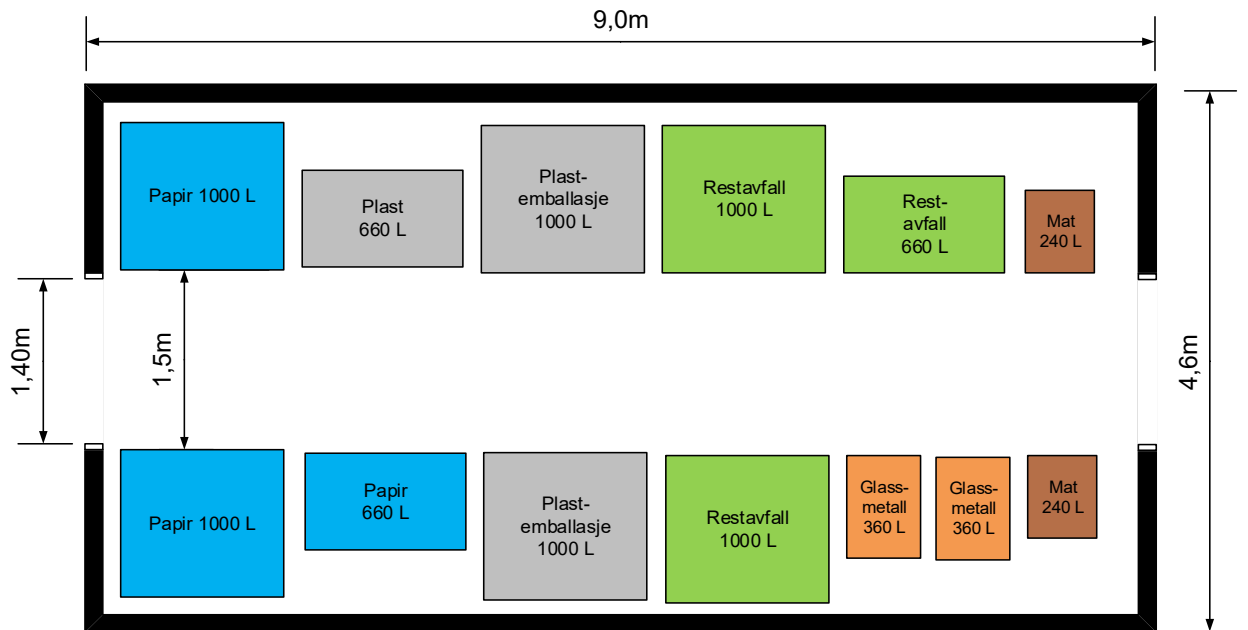 9,0m
Papir 1000 L
Plast
660 L
Plast-
emballasje
1000 L
Restavfall
1000 L
Rest-
avfall
660 L
Mat
240 L
1,40m
1,5m
4,6m
Papir 1000 L
Papir
660 L
Plast-
emballasje
1000 L
Restavfall
1000 L
Glass-
metall
360 L
Glass-
metall
360 L
Mat
240 L